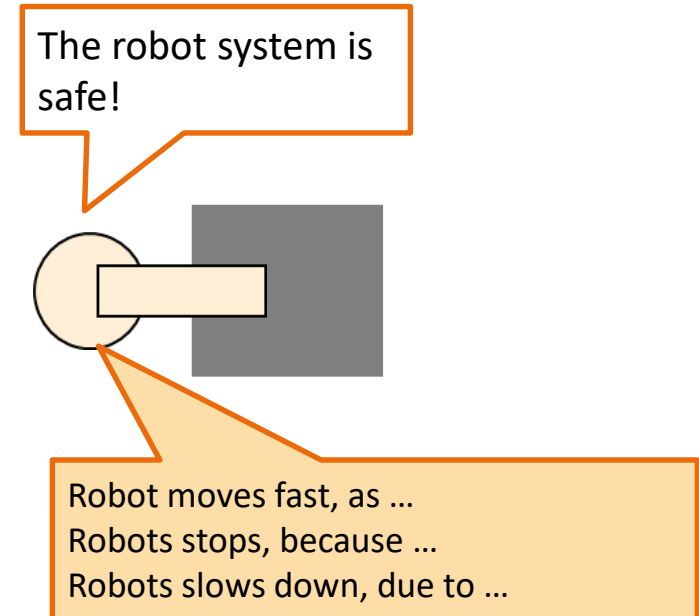 The robot system is
safe!
Robot moves fast, as …
Robots stops, because …
Robots slows down, due to …